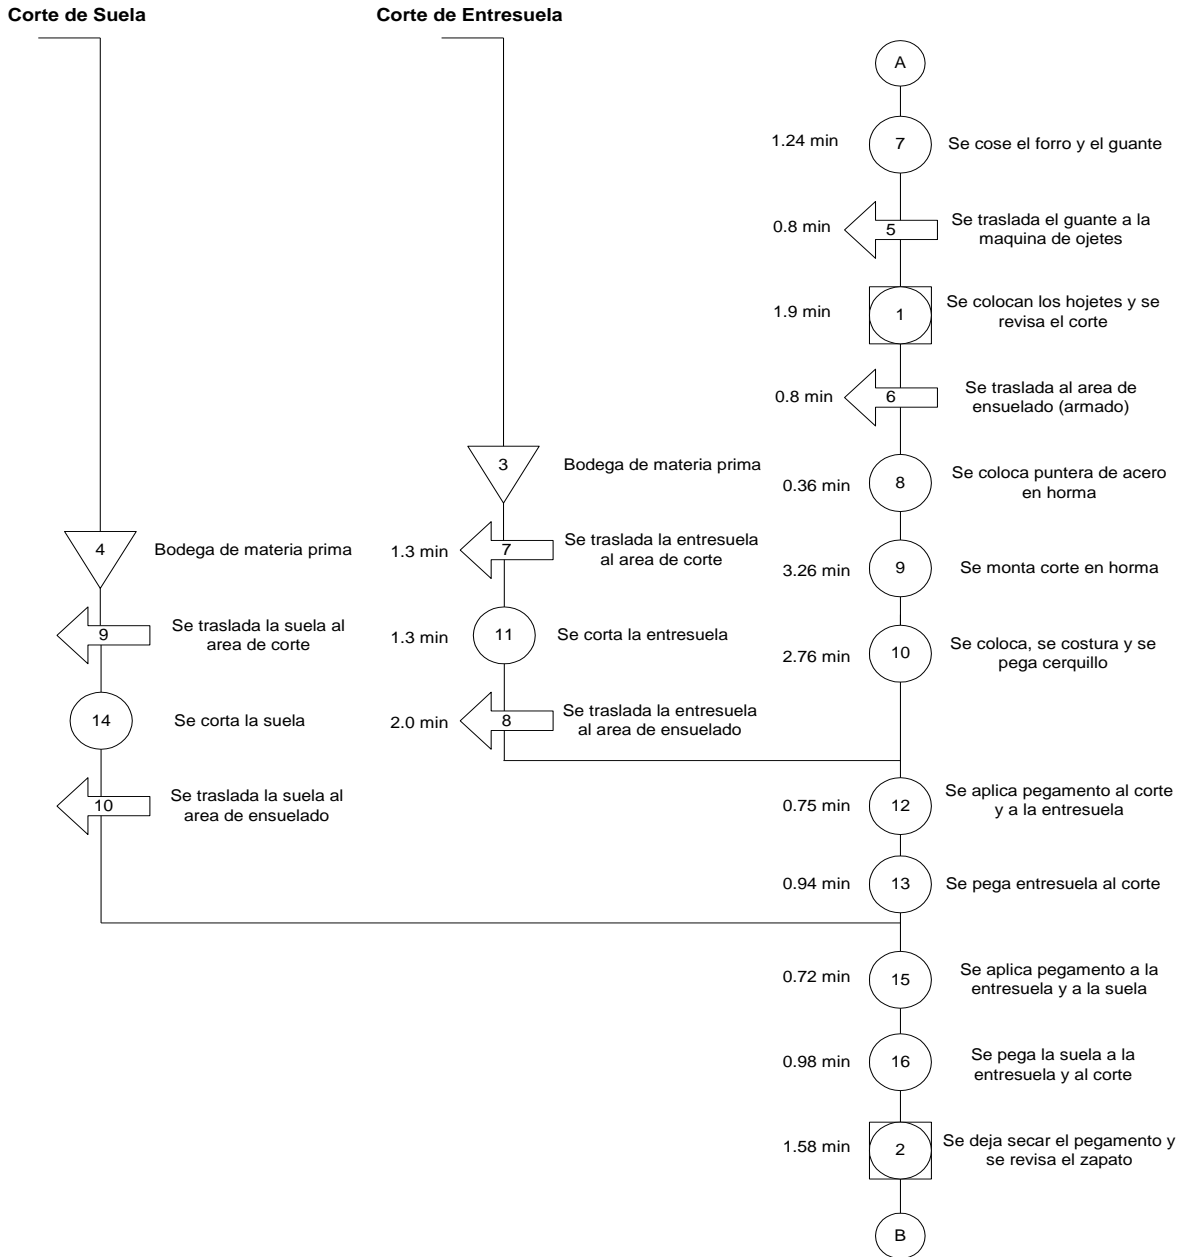 Corte de Suela
Corte de Entresuela
A
1.24 min
7
Se cose el forro y el guante
0.8 min
5
Se traslada el guante a la
maquina de ojetes
1.9 min
1
Se colocan los hojetes y se
revisa el corte
0.8 min
6
Se traslada al area de
ensuelado (armado)
3
Bodega de materia prima
0.36 min
8
Se coloca puntera de acero
en horma
4
Bodega de materia prima
1.3 min
7
Se traslada la entresuela
al area de corte
3.26 min
9
Se monta corte en horma
9
Se traslada la suela al
area de corte
1.3 min
11
Se corta la entresuela
2.76 min
10
Se coloca, se costura y se
pega cerquillo
14
Se corta la suela
2.0 min
8
Se traslada la entresuela
al area de ensuelado
10
Se traslada la suela al
area de ensuelado
0.75 min
12
Se aplica pegamento al corte
y a la entresuela
0.94 min
13
Se pega entresuela al corte
0.72 min
15
Se aplica pegamento a la
entresuela y a la suela
0.98 min
16
Se pega la suela a la
entresuela y al corte
1.58 min
2
Se deja secar el pegamento y
se revisa el zapato
B